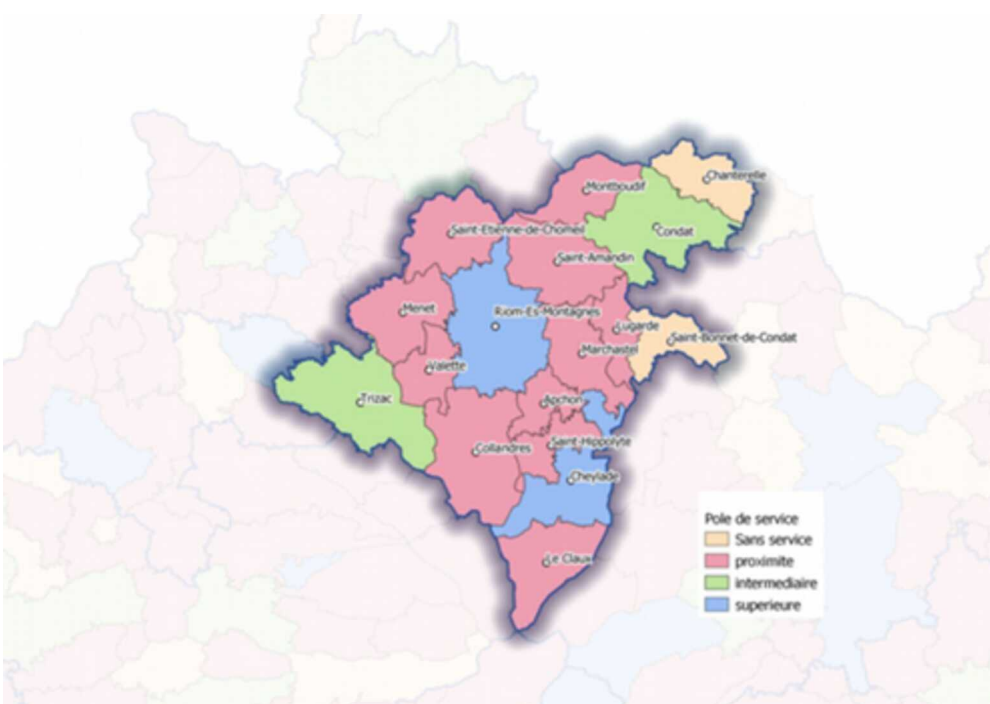 Chanterelle
Montboudif
Saint-Etienne-de-Chomeil
Condat
Saint-Amandin
Menet
Riom-Es-Montagnes
Lugarde
Saint-Bonnet-de-Condat
Marchastel
Valette
Trizac
Apchon
Saint-Hippolyte
Collandres
Cheylade
Le Claux
Pole de service
Sans service
proximite
intermediaire
superieure